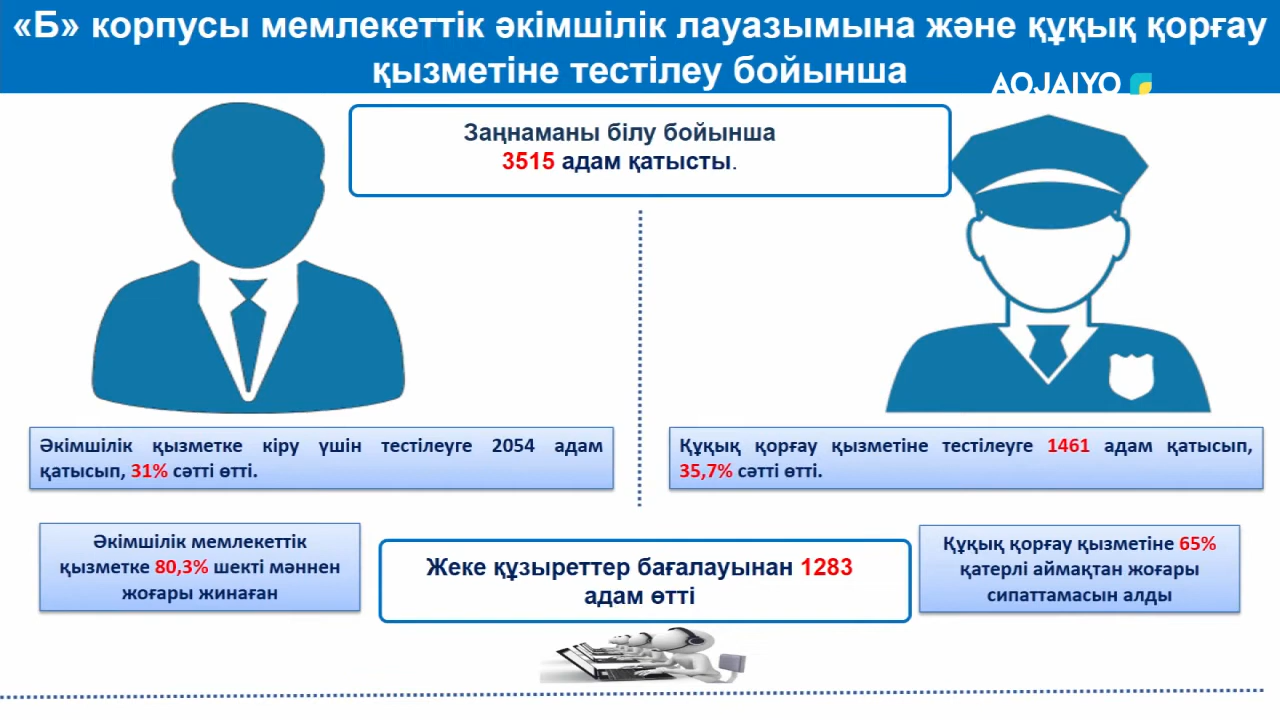 «Б» корпусы мемлекеттік әкімшілік лауазымына және құқық қорғау
қызметіне тестілеу бойынша
AOJAIYO
Заңнаманы білу бойынша
3515 адам қатысты.
Әкімшілік қызметке кіру үшін тестілеуге 2054 адам
қатысып, 31% сәтті өтті.
Құқық қорғау қызметіне тестілеуге 1461 адам қатысып,
35,7% сәтті өтті.
Әкімшілік мемлекеттік
қызметке 80,3% шекті мәннен
жоғары жинаған
Жеке құзыреттер бағалауынан 1283
адам өтті
Құқық қорғау қызметіне 65%
қатерлі аймақтан жоғары
сипаттамасын алды